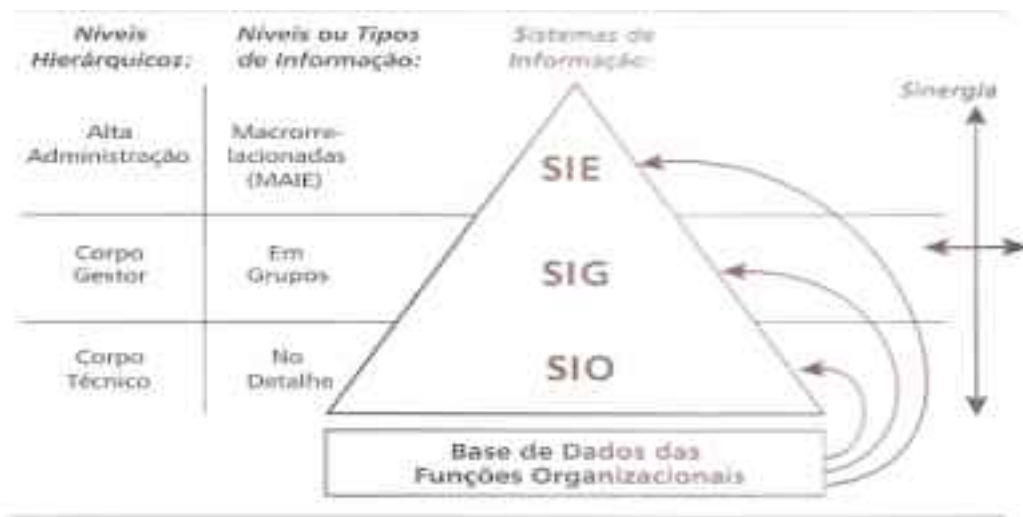 Níveis
Hierárquicos:
Níveis ou Tipos
de Informação:
Sistemas de
Informação:
Sinergia
Alta
Administração
Macrorre-
lacionadas
(MAIE)
SIE
Corpo
Gestor
Em
Grupos
SIG
Corpo
Técnico
No
Detalhe
SIO
Base de Dados das
Funções Organizacionais